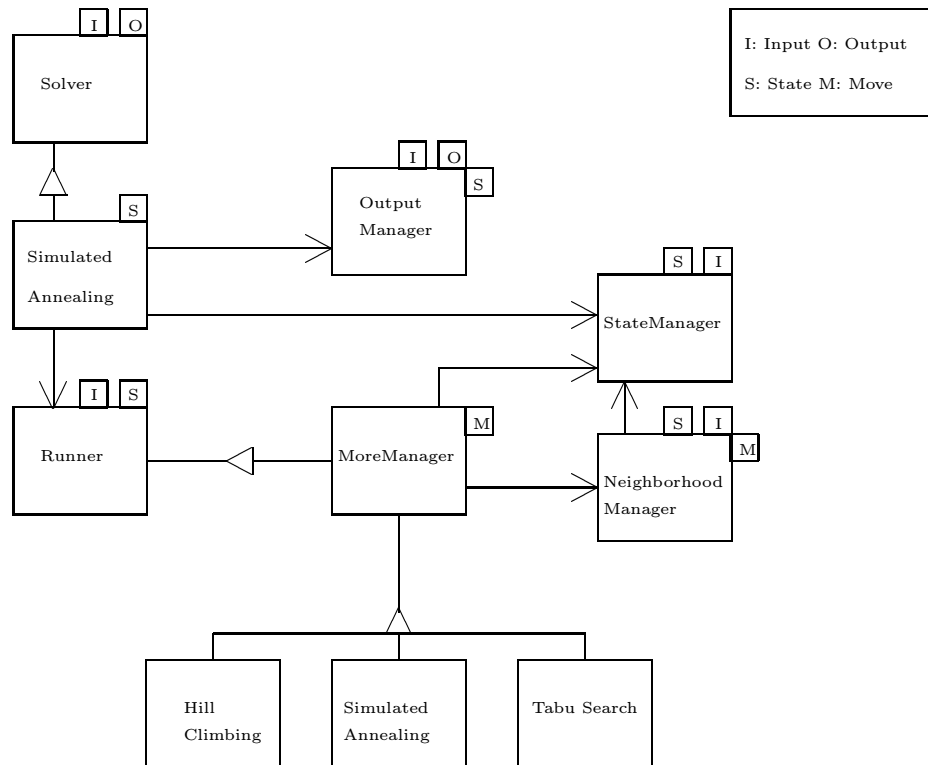 I O
Solver
I: Input O: Output
S: State M: Move
I O
S
Output
Manager
S
Simulated
Annealing
S I
StateManager
I S
Runner
M
MoreManager
S I
M
Neighborhood
Manager
Hill
Climbing
Simulated
Annealing
Tabu Search